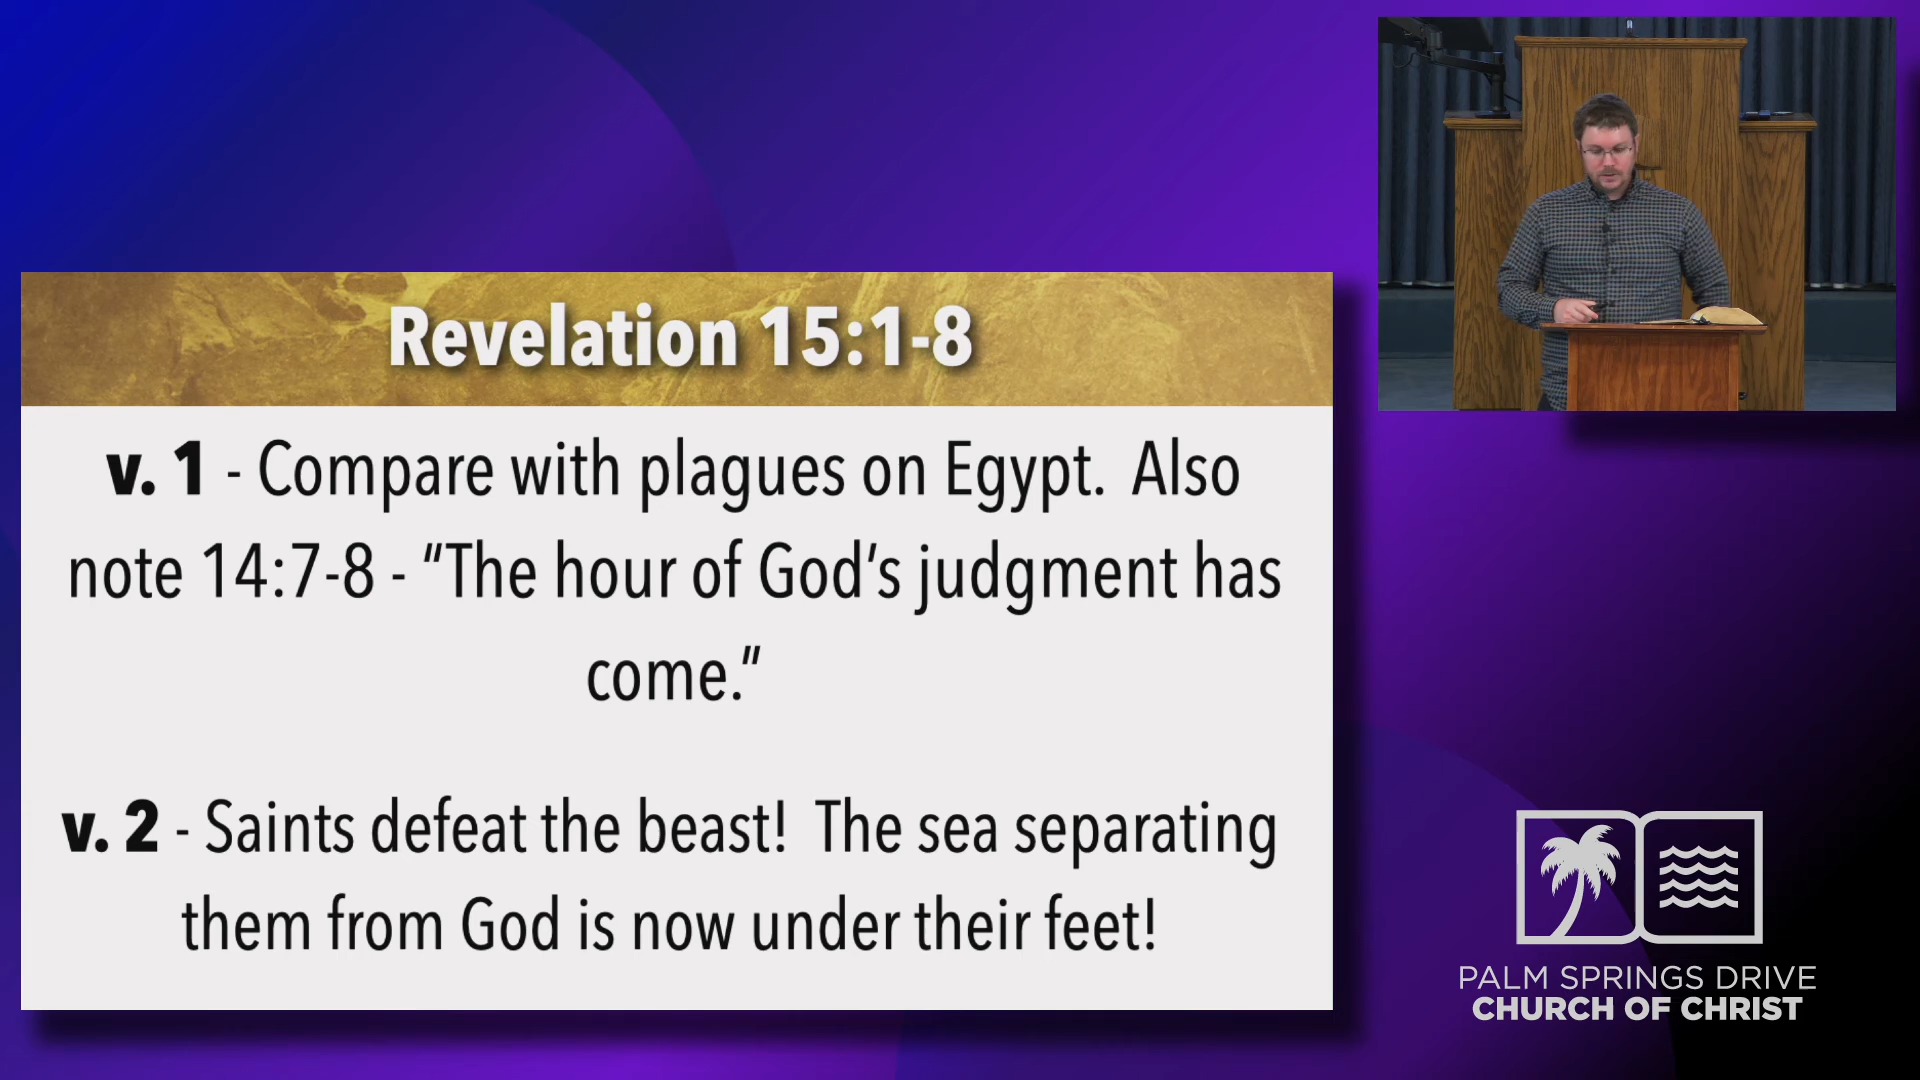 Revelation 15:1-8
v. 1 - Compare with plagues on Egypt.  Also
note 14:7-8 - "The hour of God's judgment has
come."
v. 2 - Saints defeat the beast!  The sea separating
them from God is now under their feet!
PALM SPRINGS DRIVE
CHURCH OF CHRIST